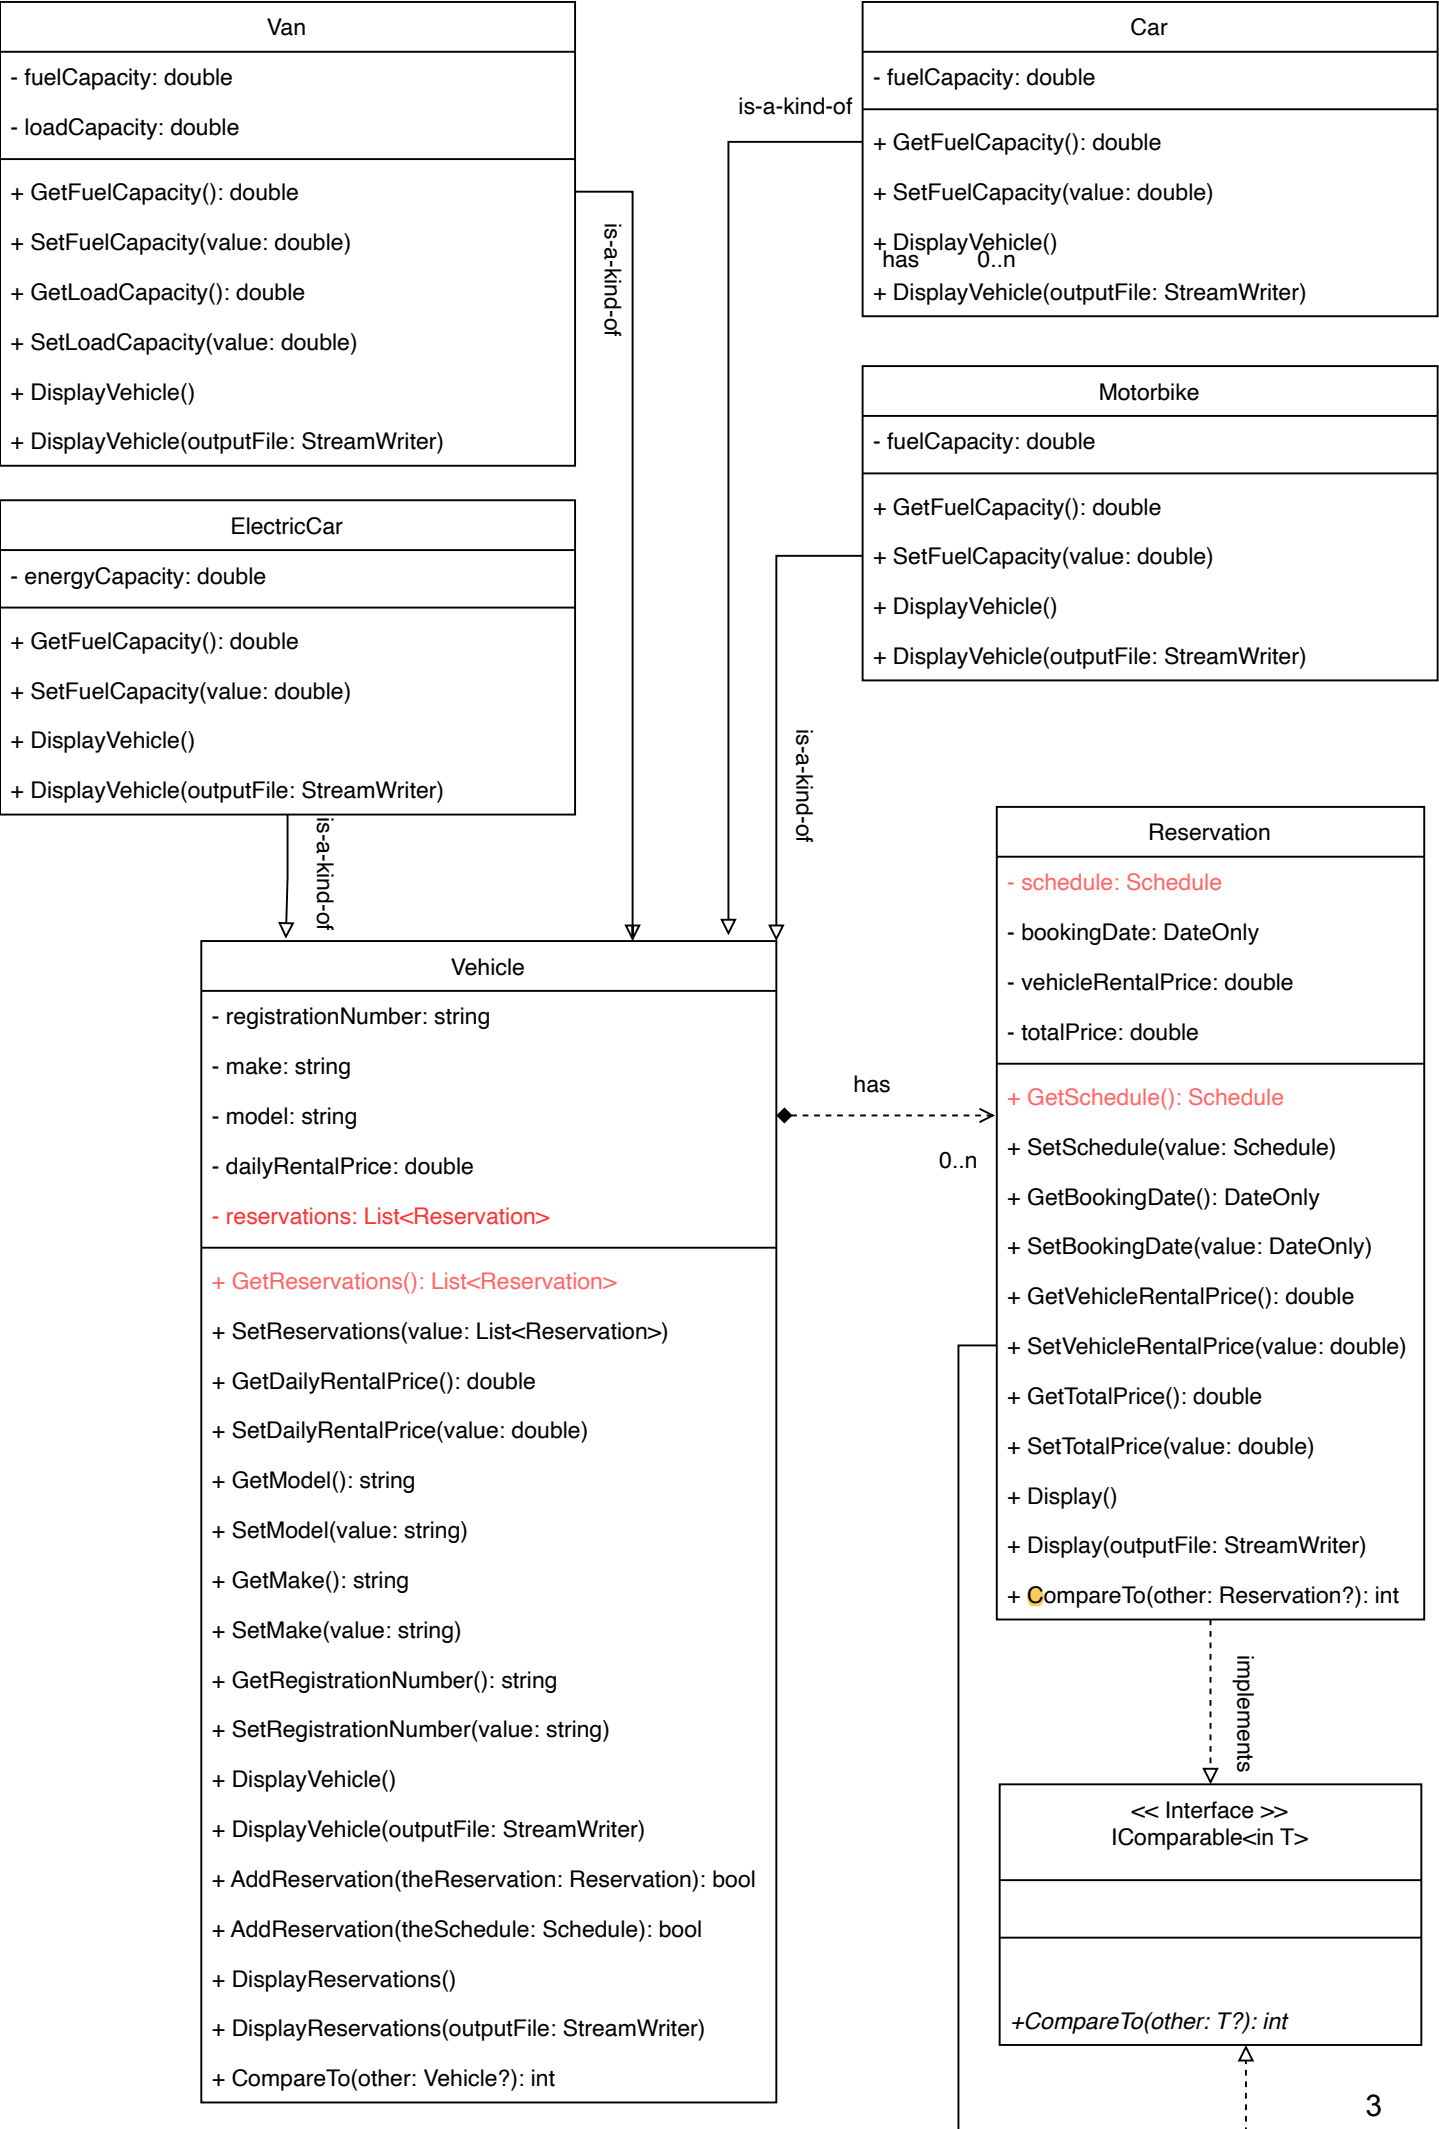 Van
- fuelCapacity: double
- loadCapacity: double
+ GetFuelCapacity(): double
+ SetFuelCapacity(value: double)
+ GetLoadCapacity(): double
+ SetLoadCapacity(value: double)
+ DisplayVehicle()
+ DisplayVehicle(outputFile: StreamWriter)
is-a-kind-of
is-a-kind-of
Car
- fuelCapacity: double
+ GetFuelCapacity(): double
+ SetFuelCapacity(value: double)
+ DisplayVehicle()
has
0..n
+ DisplayVehicle(outputFile: StreamWriter)
Motorbike
- fuelCapacity: double
+ GetFuelCapacity(): double
+ SetFuelCapacity(value: double)
+ DisplayVehicle()
+ DisplayVehicle(outputFile: StreamWriter)
is-a-kind-of
ElectricCar
- energyCapacity: double
+ GetFuelCapacity(): double
+ SetFuelCapacity(value: double)
+ DisplayVehicle()
+ DisplayVehicle(outputFile: StreamWriter)
is-a-kind-of
Vehicle
- registrationNumber: string
- make: string
- model: string
- dailyRentalPrice: double
- reservations: List<Reservation>
+ GetReservations(): List<Reservation>
+ SetReservations(value: List<Reservation>)
+ GetDailyRentalPrice(): double
+ SetDailyRentalPrice(value: double)
+ GetModel(): string
+ SetModel(value: string)
+ GetMake(): string
+ SetMake(value: string)
+ GetRegistrationNumber(): string
+ SetRegistrationNumber(value: string)
+ DisplayVehicle()
+ DisplayVehicle(outputFile: StreamWriter)
+ AddReservation(theReservation: Reservation): bool
+ AddReservation(theSchedule: Schedule): bool
+ DisplayReservations()
+ DisplayReservations(outputFile: StreamWriter)
+ CompareTo(other: Vehicle?): int
has
0..n
Reservation
- schedule: Schedule
- bookingDate: DateOnly
- vehicleRentalPrice: double
- totalPrice: double
+ GetSchedule(): Schedule
+ SetSchedule(value: Schedule)
+ GetBookingDate(): DateOnly
+ SetBookingDate(value: DateOnly)
+ GetVehicleRentalPrice(): double
+ SetVehicleRentalPrice(value: double)
+ GetTotalPrice(): double
+ SetTotalPrice(value: double)
+ Display()
+ Display(outputFile: StreamWriter)
+ CompareTo(other: Reservation?): int
implements
<< Interface >>
IComparable<in T>
+CompareTo(other: T?): int
3